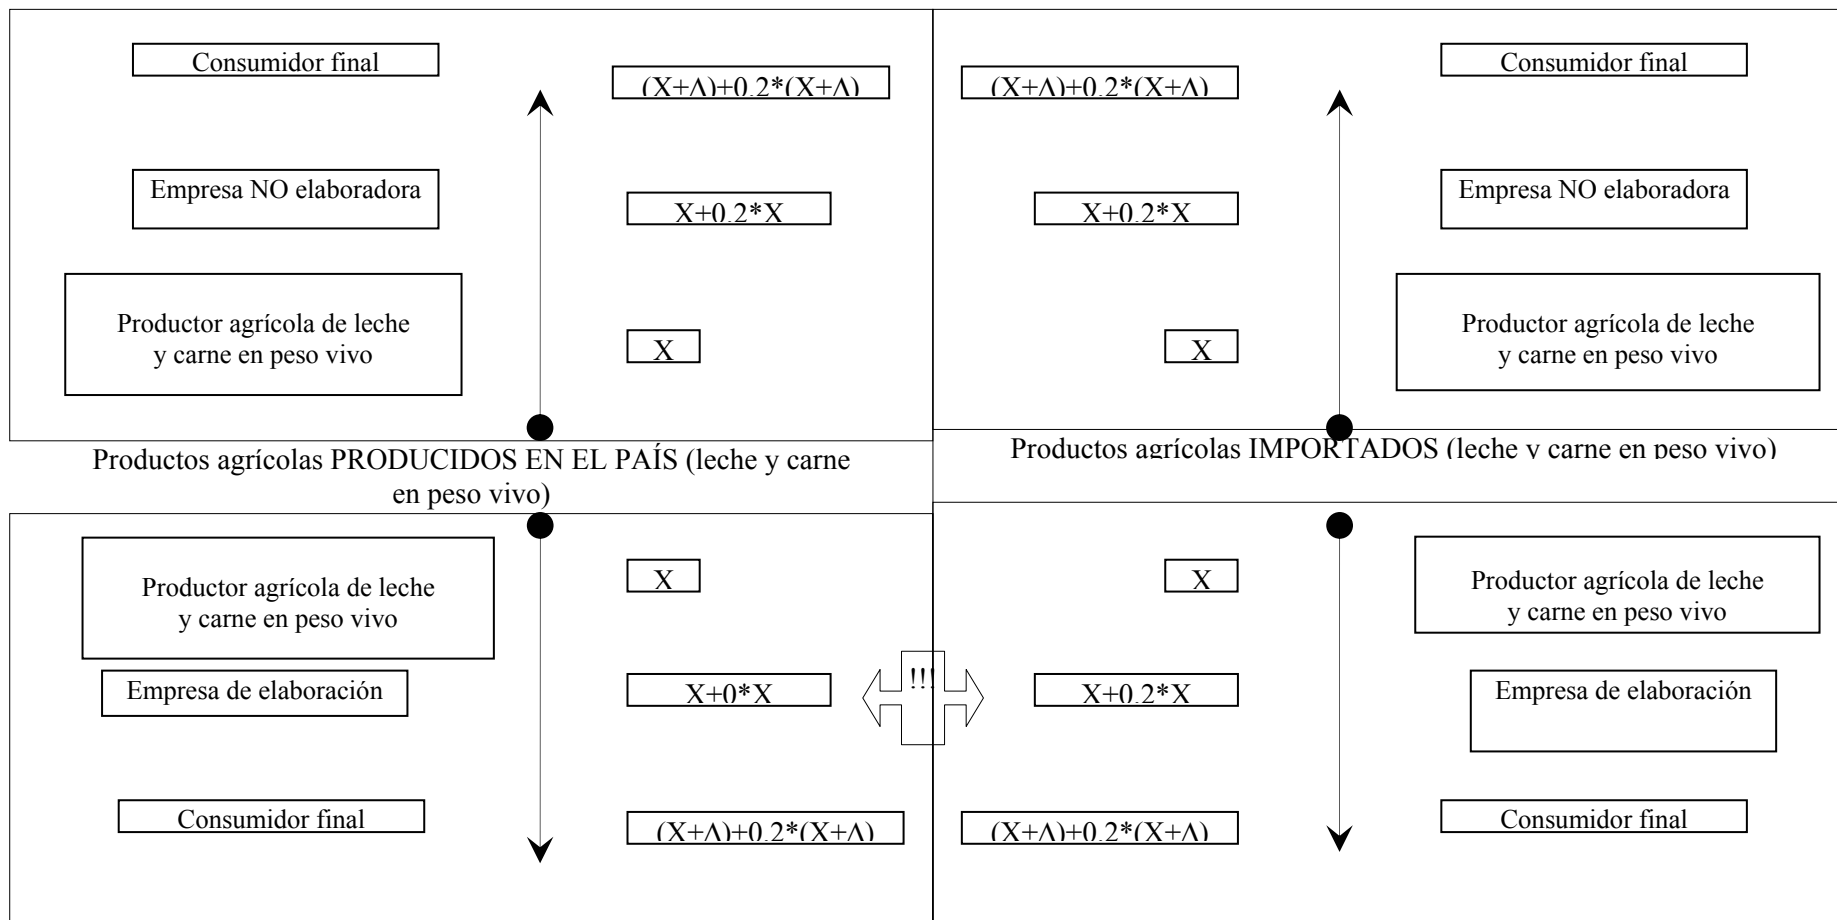 Consumidor final
(X+Δ)+0.2*(X+Δ)
Empresa NO elaboradora
X+0.2*X
Productor agrícola de leche
y carne en peso vivo
X
(X+Δ)+0.2*(X+Δ)
Consumidor final
X+0.2*X
Empresa NO elaboradora
X
Productor agrícola de leche
y carne en peso vivo
Productos agrícolas PRODUCIDOS EN EL PAÍS (leche y carne
en peso vivo)
Productos agrícolas IMPORTADOS (leche y carne en peso vivo)
Productor agrícola de leche
y carne en peso vivo
X
Empresa de elaboración
X+0*X
!!!
Consumidor final
(X+Δ)+0.2*(X+Δ)
X
Productor agrícola de leche
y carne en peso vivo
X+0.2*X
Empresa de elaboración
(X+Δ)+0.2*(X+Δ)
Consumidor final